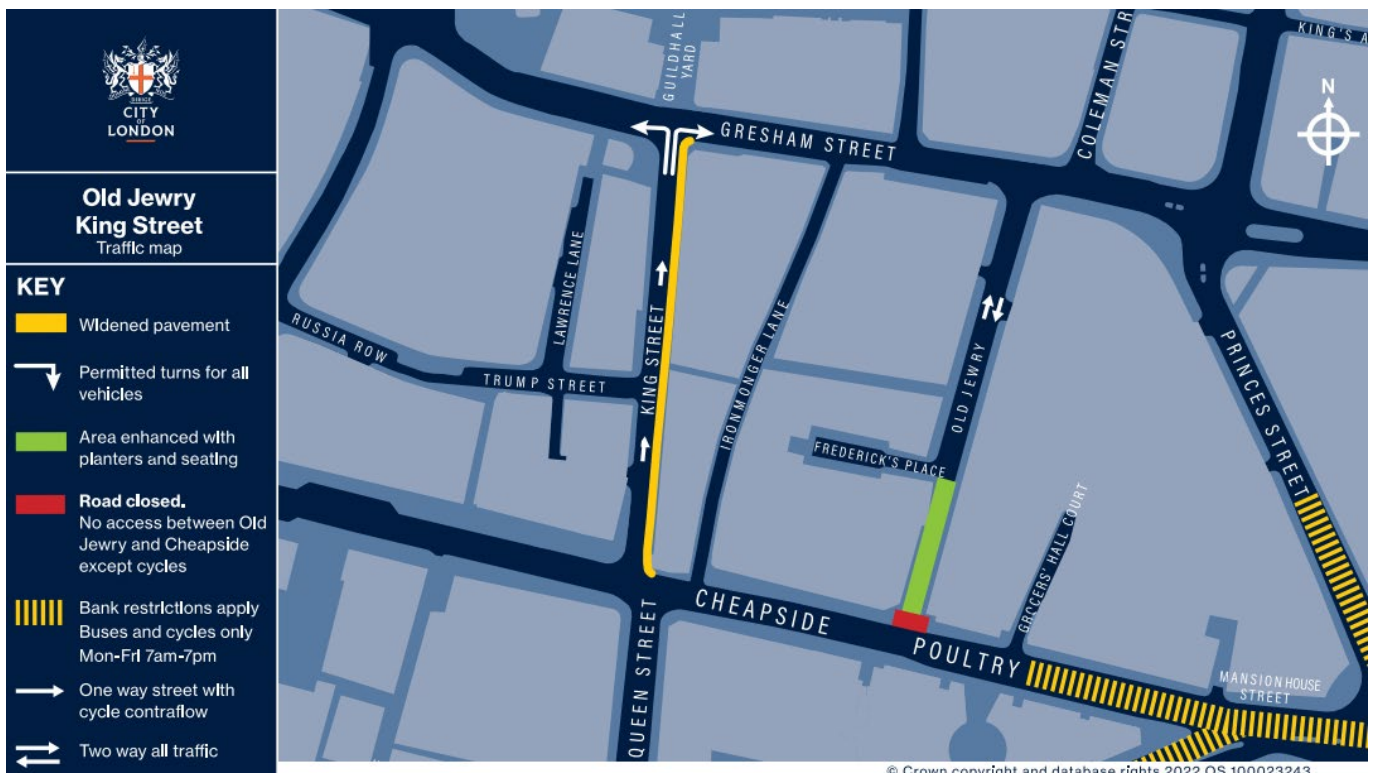 DIRIGE
CITY
OF
LONDON
Old Jewry
King Street
Traffic map
KEY
Widened pavement
Permitted turns for all
vehicles
Area enhanced with
planters and seating
Road closed.
No access between Old
Jewry and Cheapside
except cycles
Bank restrictions apply
Buses and cycles only
Mon-Fri 7am-7pm
One way street with
cycle contraflow
Two way all traffic
GUILDHALL
YARD
GRESHAM STREET
COLEMAN STR
KING'S A
N
LAWRENCE LANE
RUSSIA ROW
TRUMP STREET
KING STREET
IRONMONGER LANE
OLD JEWRY
FREDERICK'S PLACE
GROCERS' HALL COURT
PRINCES STREET
CHEAPSIDE
POULTRY
MANSION HOUSE
STREET
QUEEN STREET
© Crown copyright and database rights 2022 OS 100023243